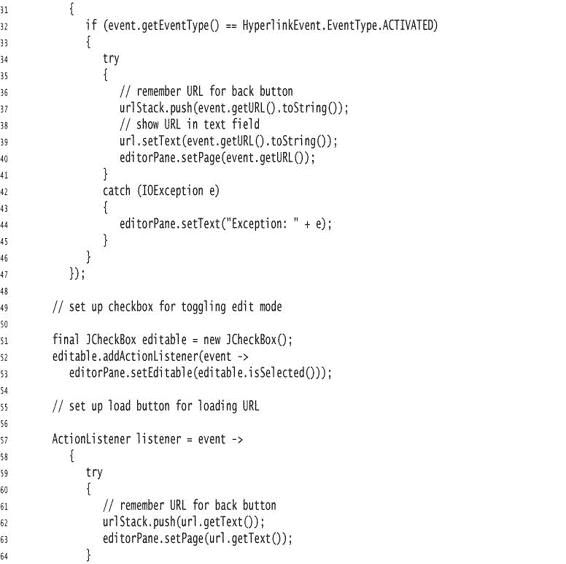 31         {
32            if (event.getEventType() == HyperlinkEvent.EventType.ACTIVATED)
33            {
34               try
35               {
36                  // remember URL for back button
37                  urlStack.push(event.getURL().toString());
38                  // show URL in text field
39                  url.setText(event.getURL().toString());
40                  editorPane.setPage(event.getURL());
41               }
42               catch (IOException e)
43               {
44                  editorPane.setText("Exception: " + e);
45               }
46            }
47         });
48
49      // set up checkbox for toggling edit mode
50
51      final JCheckBox editable = new JCheckBox();
52      editable.addActionListener(event ->
53         editorPane.setEditable(editable.isSelected()));
54
55      // set up load button for loading URL
56
57      ActionListener listener = event ->
58         {
59            try
60            {
61               // remember URL for back button
62               urlStack.push(url.getText());
63               editorPane.setPage(url.getText());
64            }